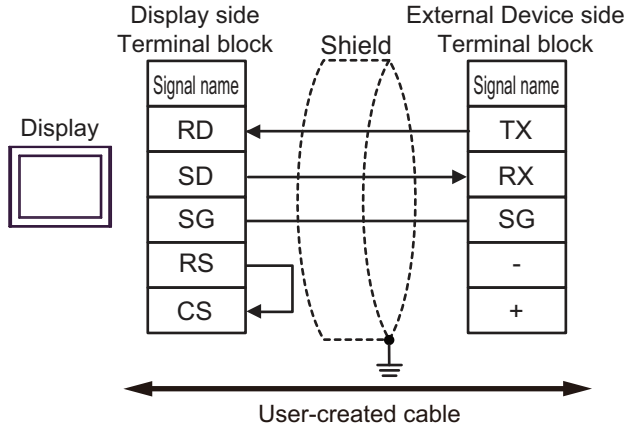 Display side
Terminal block
Shield
External Device side
Terminal block
Signal name
Signal name
Display
RD
TX
SD
RX
SG
SG
RS
-
CS
+
User-created cable